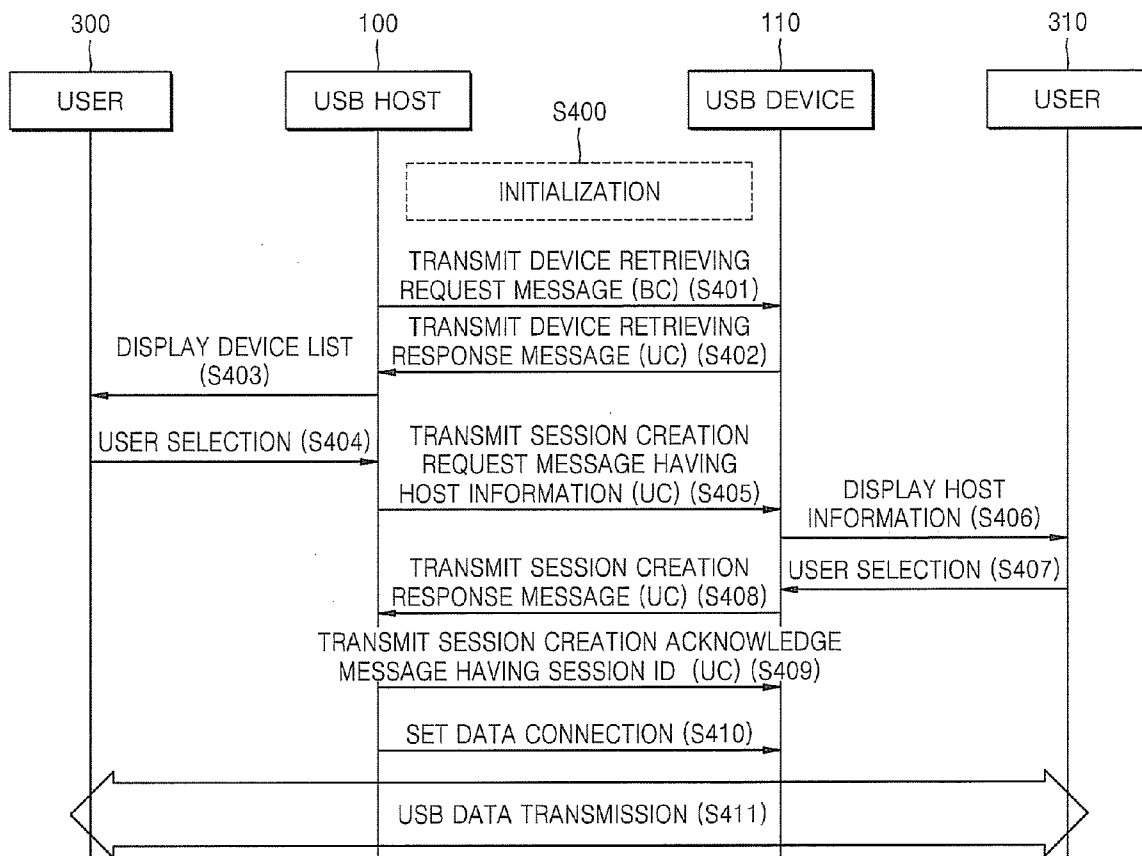 300
100
110
310
USER
USB HOST
USB DEVICE
USER
S400
INITIALIZATION
TRANSMIT DEVICE RETRIEVING
REQUEST MESSAGE (BC) (S401)
TRANSMIT DEVICE RETRIEVING
RESPONSE MESSAGE (UC) (S402)
DISPLAY DEVICE LIST
(S403)
USER SELECTION (S404)
TRANSMIT SESSION CREATION
REQUEST MESSAGE HAVING
HOST INFORMATION (UC) (S405)
DISPLAY HOST
INFORMATION (S406)
USER SELECTION (S407)
TRANSMIT SESSION CREATION
RESPONSE MESSAGE (UC) (S408)
TRANSMIT SESSION CREATION ACKNOWLEDGE
MESSAGE HAVING SESSION ID (UC) (S409)
SET DATA CONNECTION (S410)
USB DATA TRANSMISSION (S411)